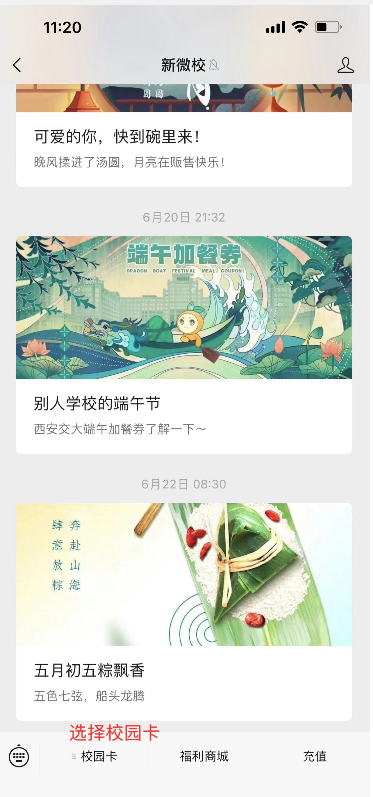 11:20
新微校
可爱的你，快到碗里来！
晚风揉进了汤圆，月亮在贩售快乐！
6月20日 21:32
端午加餐券
DRAGON BOAT FESTIVAL MEAL COUPON
别人学校的端午节
西安交大端午加餐券了解一下～
6月22日 08:30
奔赴山海
肆意放粽
五月初五粽飘香
五色七弦，船头龙腾
选择校园卡
校园卡
福利商城
充值